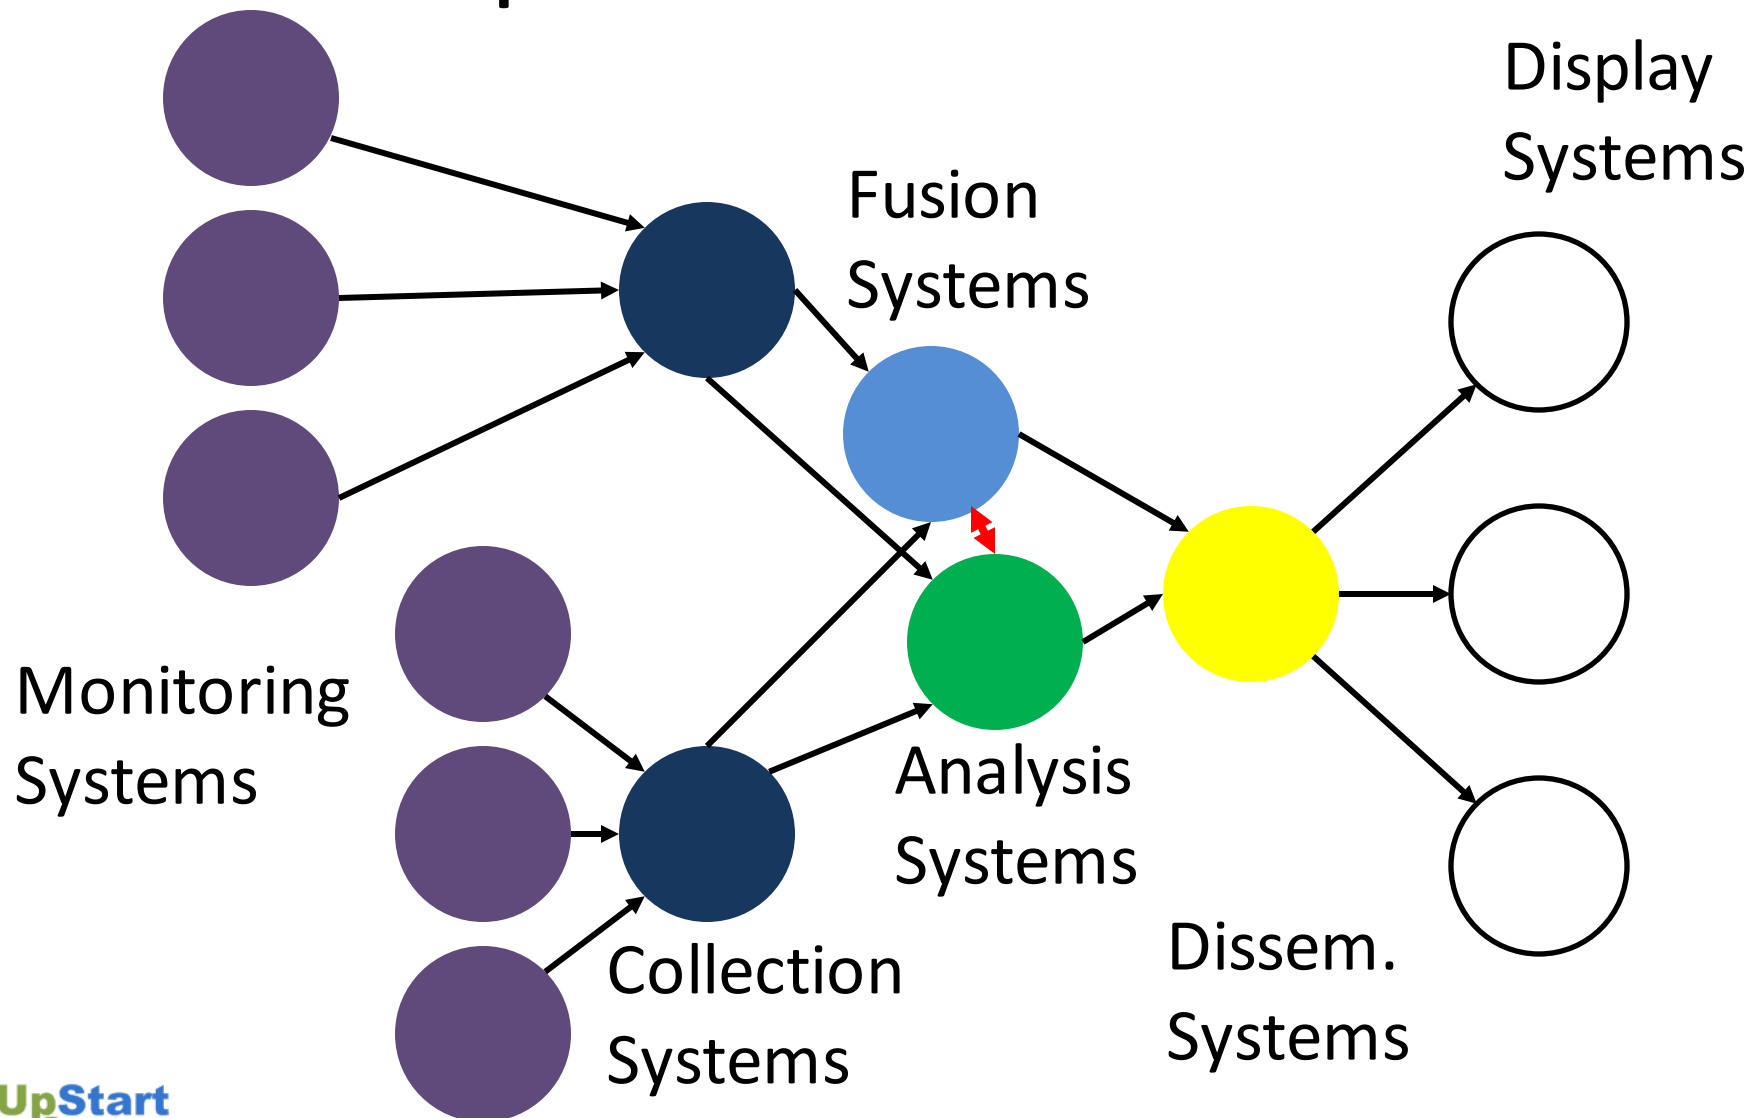 Display
Systems
Fusion
Systems
Monitoring
Systems
Analysis
Systems
Collection
Systems
Dissem.
Systems
UpStart